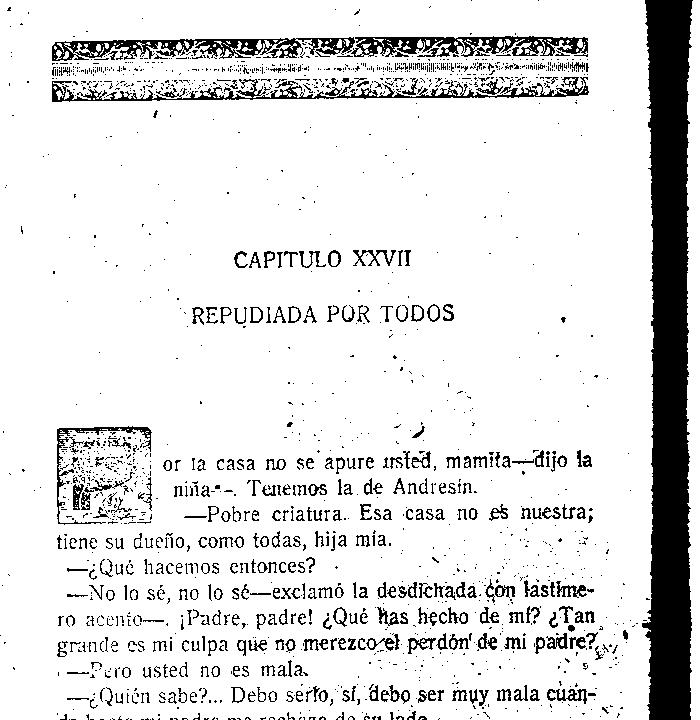 CAPITULO XXVII
REPUDIADA POR TODOS
Por la casa no se apure usted, mamita—dijo la
niña—. Tenemos la de Andresín.
—Pobre criatura. Esa casa no es nuestra;
tiene su dueño, como todas, hija mía.
—¿Qué hacemos entonces?
—No lo sé, no lo sé—exclamó la desdichada con lastime-
ro acento—. ¡Padre, padre! ¿Qué has hecho de mí? ¿Tan
grande es mi culpa que no merezco el perdón de mi padre?
—Pero usted no es mala.
—¿Quién sabe?... Debo serlo, sí, debo ser muy mala cuan-
do hasta mi padre me rechaza de su lado.